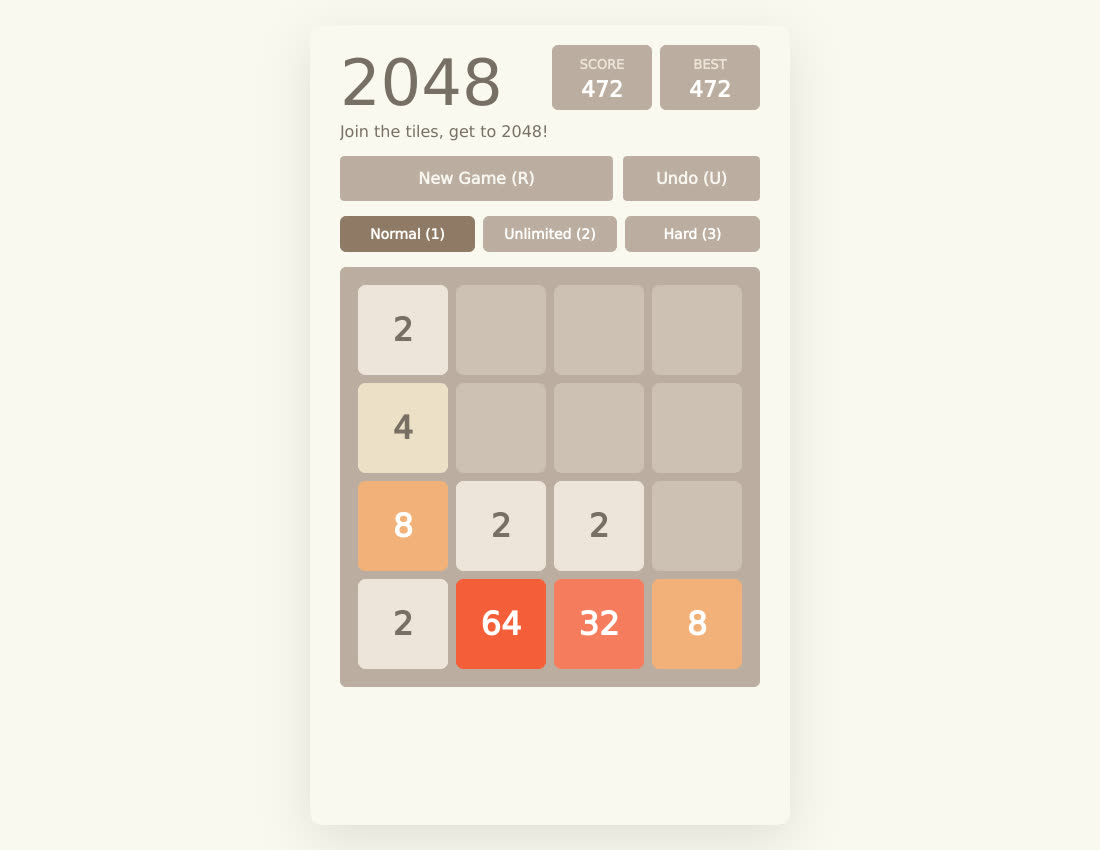 2048
SCORE
472
BEST
472
Join the tiles, get to 2048!
New Game (R)
Undo (U)
Normal (1)
Unlimited (2)
Hard (3)
2
4
8 2 2
2 64 32 8